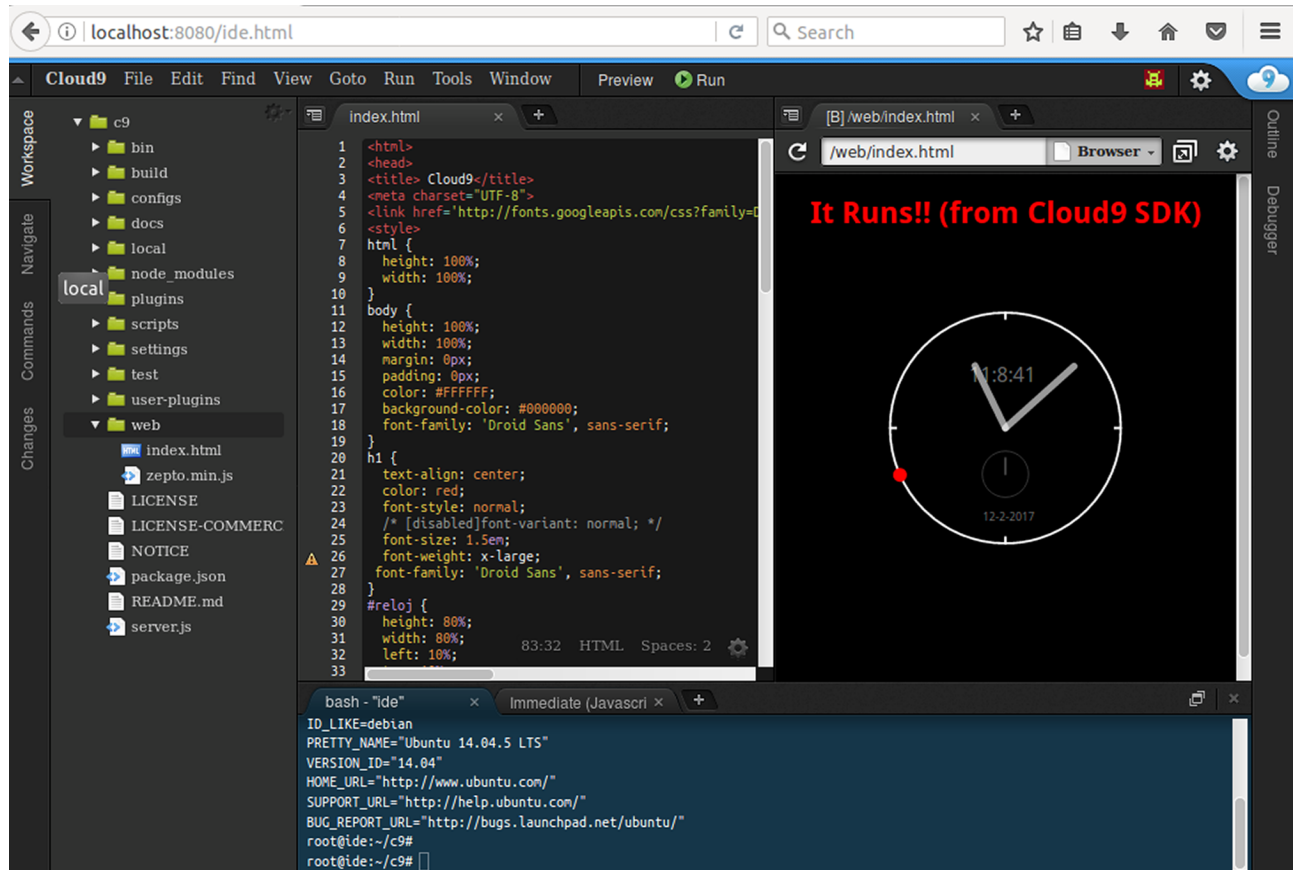 localhost:8080/ide.html
Search
Cloud9 File Edit Find View Goto Run Tools Window Preview Run
9
Workspace
Navigate
Commands
Changes
c9
bin
build
configs
docs
local
node_modules
local
plugins
scripts
settings
test
user-plugins
web
index.html
zepto.min.js
LICENSE
LICENSE-COMMERC
NOTICE
package.json
README.md
server.js
index.html
1 <html>
2 <head>
3 <title> Cloud9</title>
4 <meta charset="UTF-8">
5 <link href='http://fonts.googleapis.com/css?family=D
6 <style>
7 html {
8 height: 100%;
9 width: 100%;
10 }
11 body {
12 height: 100%;
13 width: 100%;
14 margin: 0px;
15 padding: 0px;
16 color: #FFFFFF;
17 background-color: #000000;
18 font-family: 'Droid Sans', sans-serif;
19 }
20 h1 {
21 text-align: center;
22 color: red;
23 font-style: normal;
24 /* [disabled]font-variant: normal; */
25 font-size: 1.5em;
26 font-weight: x-large;
27 font-family: 'Droid Sans', sans-serif;
28 }
29 #reloj {
30 height: 80%;
31 width: 80%;
32 left: 10%;
33
83:32 HTML Spaces: 2
[B] /web/index.html
/web/index.html Browser
It Runs!! (from Cloud9 SDK)
11:8:41
12-2-2017
Outline
Debugger
bash - "ide" Immediate (Javascri
ID_LIKE=debian
PRETTY_NAME="Ubuntu 14.04.5 LTS"
VERSION_ID="14.04"
HOME_URL="http://www.ubuntu.com/"
SUPPORT_URL="http://help.ubuntu.com/"
BUG_REPORT_URL="http://bugs.launchpad.net/ubuntu/"
root@ide:~/c9#
root@ide:~/c9#